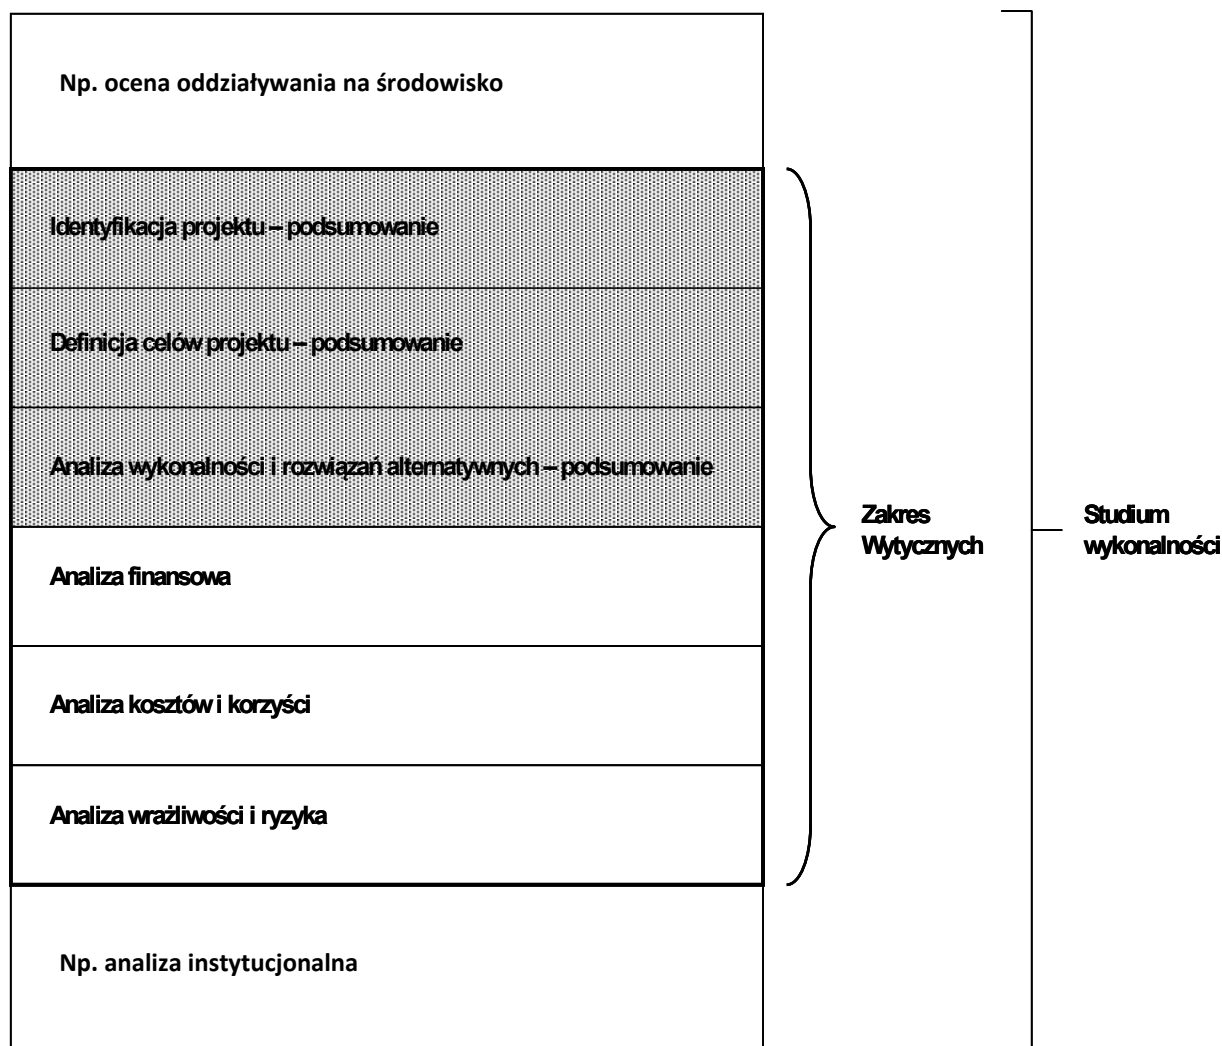 Np. ocena oddziaływania na środowisko
Identyfikacja projektu – podsumowanie
Definicja celów projektu – podsumowanie
Analiza wykonalności i rozwiązań alternatywnych – podsumowanie
Analiza finansowa
Analiza kosztów i korzyści
Analiza wrażliwości i ryzyka
Np. analiza instytucjonalna
Zakres
Wytycznych
Studium
wykonalności